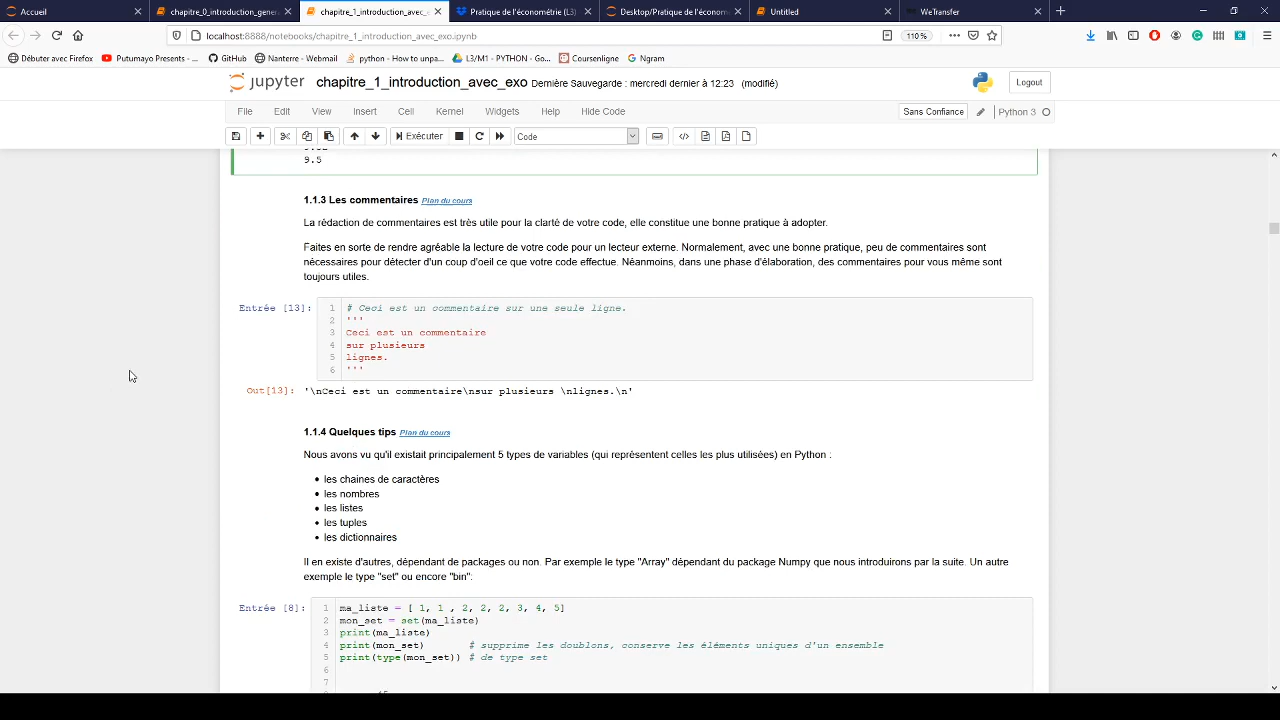 Accueil
chapitre_0_introduction_gener
chapitre_1_introduction_avec_e
Pratique de l'économétrie (L3)
Desktop/Pratique de l'économ
Untitled
WeTransfer
localhost:8888/notebooks/chapitre_1_introduction_avec_exo.ipynb
110%
Débuter avec Firefox
Putumayo Presents - ...
GitHub
Nanterre - Webmail
python - How to unpa...
L3/M1 - PYTHON - Go...
Coursenligne
Ngram
jupyter
chapitre_1_introduction_avec_exo Dernière Sauvegarde : mercredi dernier à 12:23 (modifié)
Logout
File Edit View Insert Cell Kernel Widgets Help Hide Code
Sans Confiance
Python 3
Exécuter
Code
9.5
1.1.3 Les commentaires Plan du cours
La rédaction de commentaires est très utile pour la clarté de votre code, elle constitue une bonne pratique à adopter.
Faites en sorte de rendre agréable la lecture de votre code pour un lecteur externe. Normalement, avec une bonne pratique, peu de commentaires sont
nécessaires pour détecter d'un coup d'oeil ce que votre code effectue. Néanmoins, dans une phase d'élaboration, des commentaires pour vous même sont
toujours utiles.
Entrée [13]:
1 # Ceci est un commentaire sur une seule ligne.
2 '''
3 Ceci est un commentaire
4 sur plusieurs
5 lignes.
6 '''
Out[13]: '\nCeci est un commentaire\nsur plusieurs \nlignes.\n'
1.1.4 Quelques tips Plan du cours
Nous avons vu qu'il existait principalement 5 types de variables (qui représentent celles les plus utilisées) en Python :
• les chaines de caractères
• les nombres
• les listes
• les tuples
• les dictionnaires
Il en existe d'autres, dépendant de packages ou non. Par exemple le type "Array" dépendant du package Numpy que nous introduirons par la suite. Un autre
exemple le type "set" ou encore "bin":
Entrée [8]:
1 ma_liste = [ 1, 1 , 2, 2, 2, 3, 4, 5]
2 mon_set = set(ma_liste)
3 print(ma_liste)
4 print(mon_set) # supprime les doublons, conserve les éléments uniques d'un ensemble
5 print(type(mon_set)) # de type set
6
7